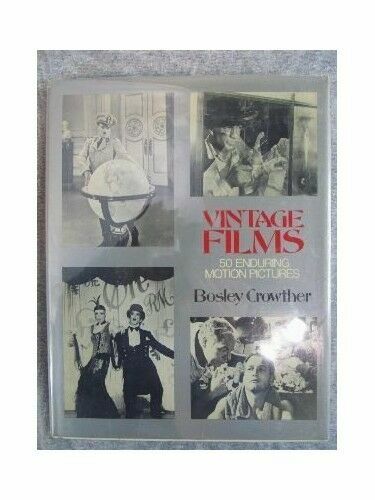 VINTAGE
FILMS
50 ENDURING
MOTION PICTURES
Bosley Crowther